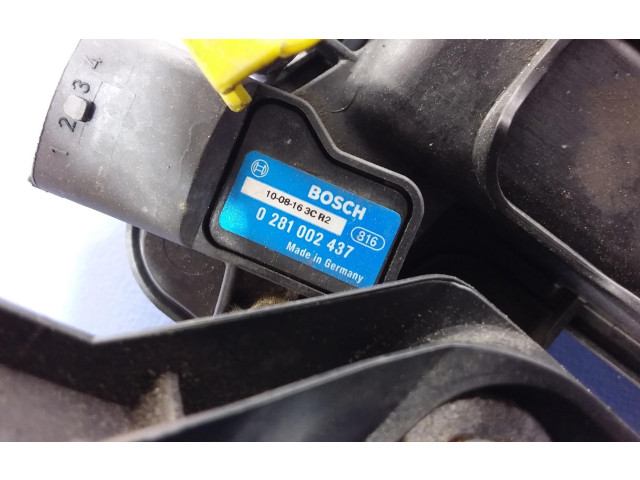 1 2 3 4
BOSCH
10-08-16 3C R2
0 281 002 437
816
Made in Germany